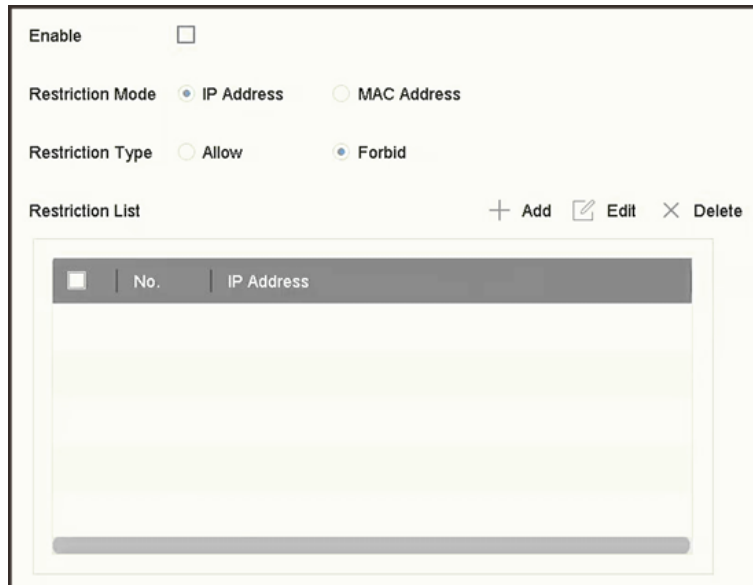 Enable
Restriction Mode IP Address MAC Address
Restriction Type Allow Forbid
Restriction List Add Edit Delete
No. IP Address